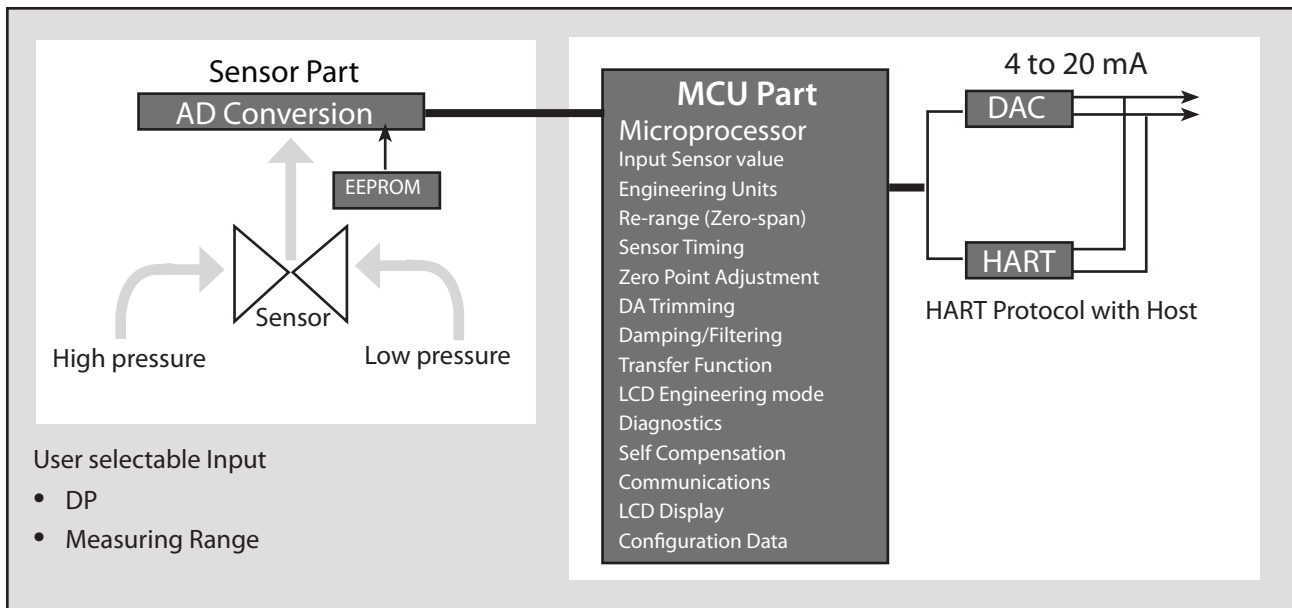 Sensor Part
AD Conversion
EEPROM
Sensor
High pressure
Low pressure
User selectable Input
• DP
• Measuring Range
MCU Part
Microprocessor
Input Sensor value
Engineering Units
Re-range (Zero-span)
Sensor Timing
Zero Point Adjustment
DA Trimming
Damping/Filtering
Transfer Function
LCD Engineering mode
Diagnostics
Self Compensation
Communications
LCD Display
Configuration Data
4 to 20 mA
DAC
HART
HART Protocol with Host